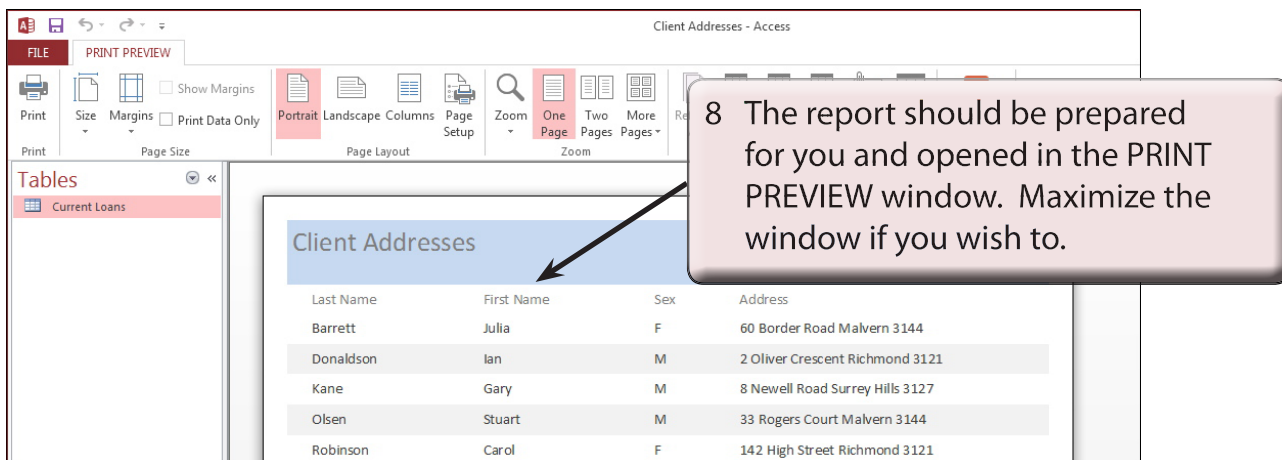 Client Addresses - Access
FILE PRINT PREVIEW
Print Size Margins Show Margins Print Data Only Portrait Landscape Columns Page Setup Zoom One Page Two Pages More Pages
Print Page Size Page Layout Zoom
Tables
Current Loans
8 The report should be prepared
for you and opened in the PRINT
PREVIEW window. Maximize the
window if you wish to.
Client Addresses
Last Name First Name Sex Address
Barrett Julia F 60 Border Road Malvern 3144
Donaldson Ian M 2 Oliver Crescent Richmond 3121
Kane Gary M 8 Newell Road Surrey Hills 3127
Olsen Stuart M 33 Rogers Court Malvern 3144
Robinson Carol F 142 High Street Richmond 3121